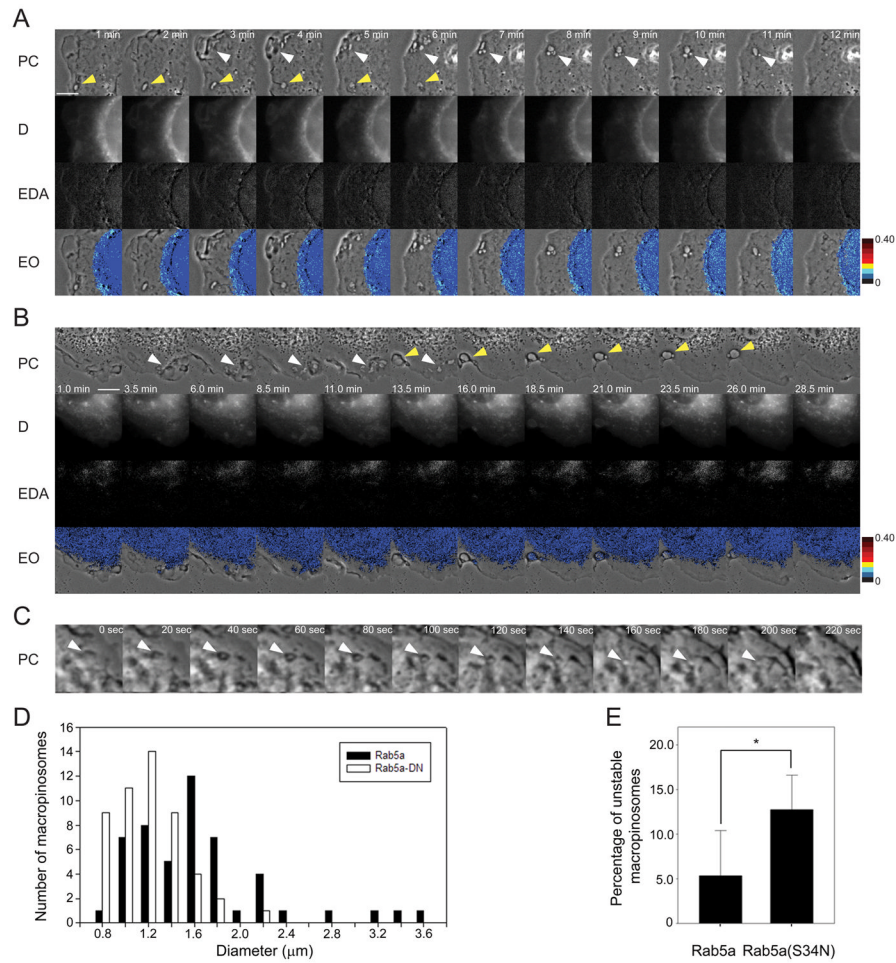 A
PC
1 min 2 min 3 min 4 min 5 min 6 min 7 min 8 min 9 min 10 min 11 min 12 min
D
EDA
EO
0.40
0
B
PC
1.0 min 3.5 min 6.0 min 8.5 min 11.0 min 13.5 min 16.0 min 18.5 min 21.0 min 23.5 min 26.0 min 28.5 min
D
EDA
EO
0.40
0
C
PC
0 sec 20 sec 40 sec 60 sec 80 sec 100 sec 120 sec 140 sec 160 sec 180 sec 200 sec 220 sec
D
Number of macropinosomes
16
14
12
10
8
6
4
2
0
Rab5a
Rab5a-DN
0.8 1.2 1.6 2.0 2.4 2.8 3.2 3.6
Diameter (μm)
E
Percentage of unstable
macropinosomes
20.0
15.0
10.0
5.0
0
*
Rab5a Rab5a(S34N)